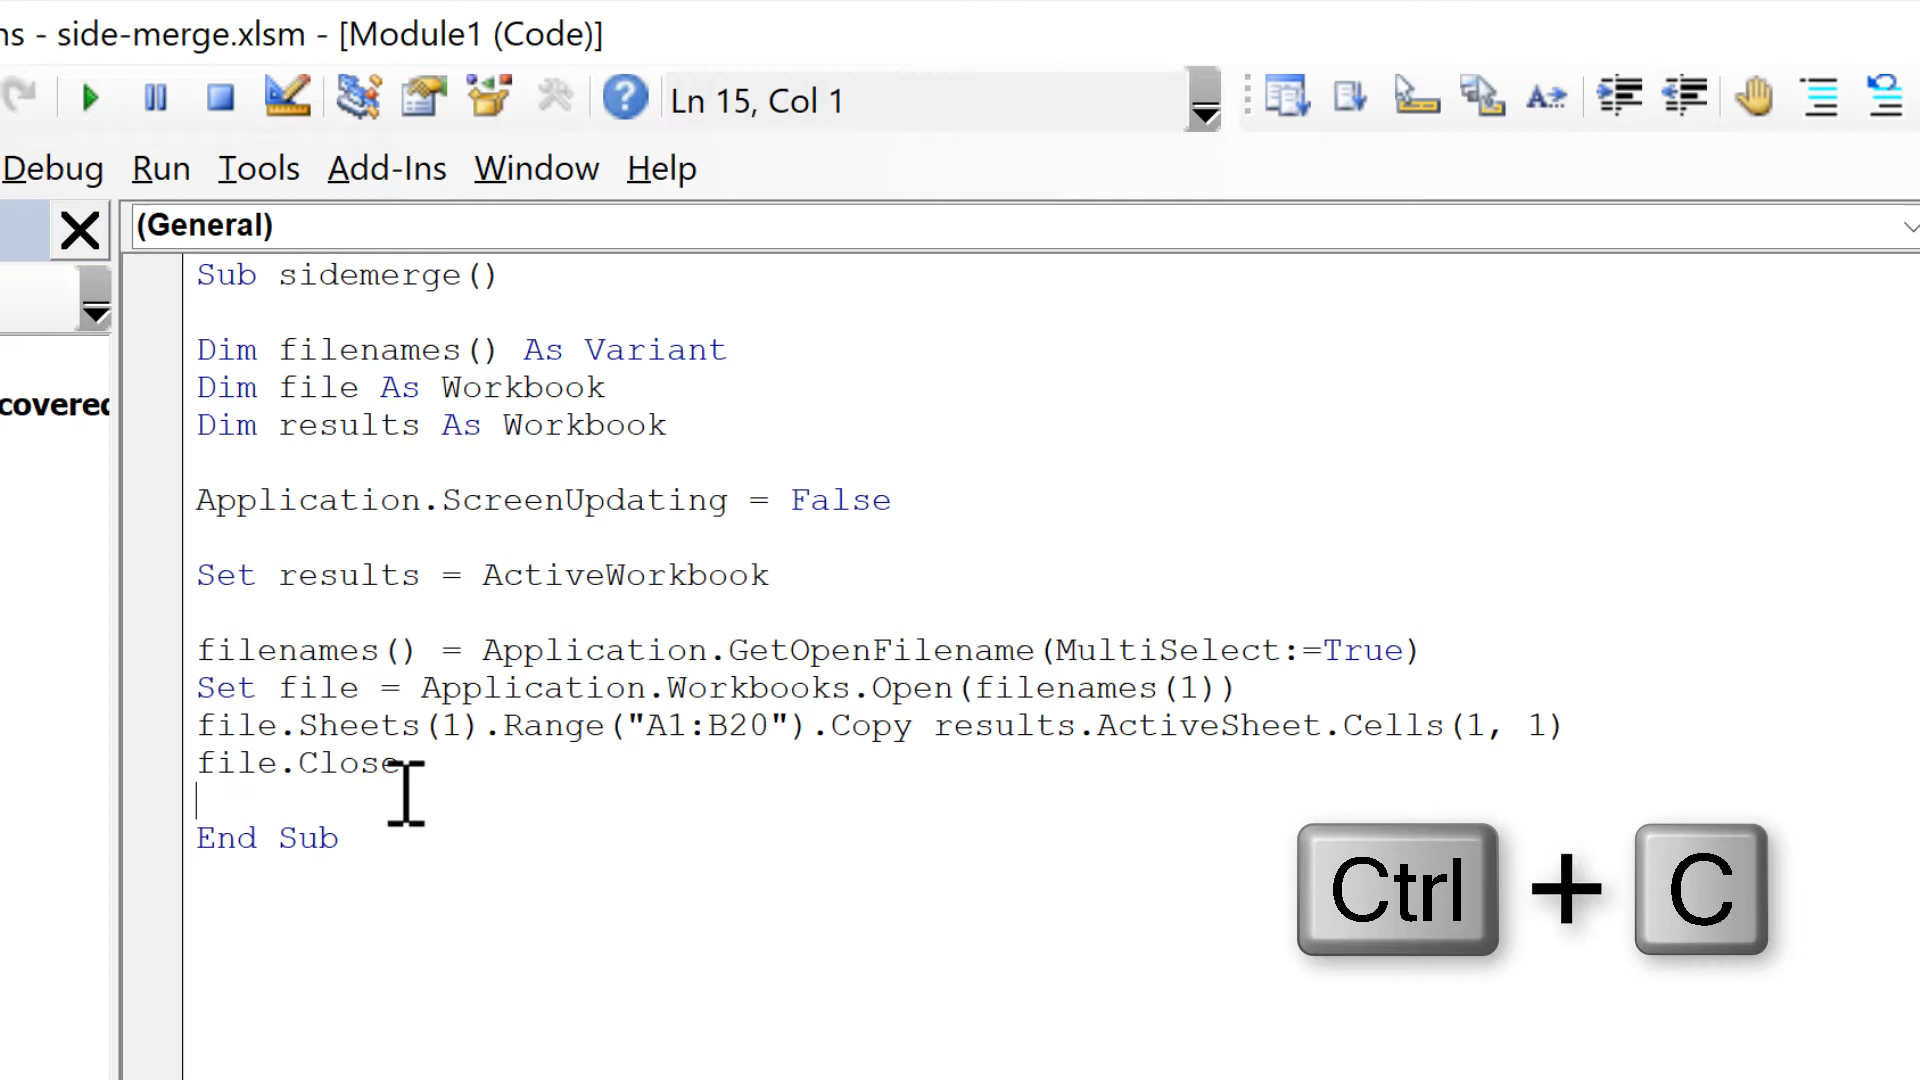 ns - side-merge.xlsm - [Module1 (Code)]
Ln 15, Col 1
Debug Run Tools Add-Ins Window Help
(General)
covered
Sub sidemerge()
Dim filenames() As Variant
Dim file As Workbook
Dim results As Workbook
Application.ScreenUpdating = False
Set results = ActiveWorkbook
filenames() = Application.GetOpenFilename(MultiSelect:=True)
Set file = Application.Workbooks.Open(filenames(1))
file.Sheets(1).Range("A1:B20").Copy results.ActiveSheet.Cells(1, 1)
file.Close
End Sub
Ctrl + C